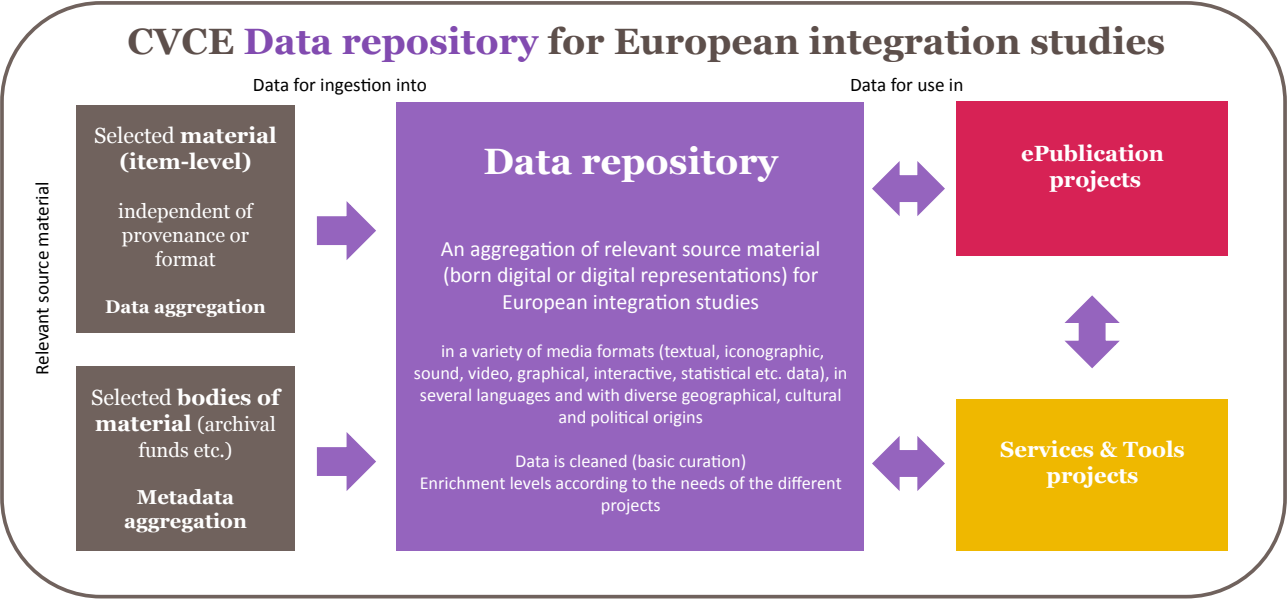 CVCE Data repository for European integration studies
Data for ingestion into
Data for use in
Relevant source material
Selected material
(item-level)
independent of
provenance or
format
Data aggregation
Selected bodies of
material (archival
funds etc.)
Metadata
aggregation
Data repository
An aggregation of relevant source material
(born digital or digital representations) for
European integration studies
in a variety of media formats (textual, iconographic,
sound, video, graphical, interactive, statistical etc. data), in
several languages and with diverse geographical, cultural
and political origins
Data is cleaned (basic curation)
Enrichment levels according to the needs of the different
projects
ePublication
projects
Services & Tools
projects